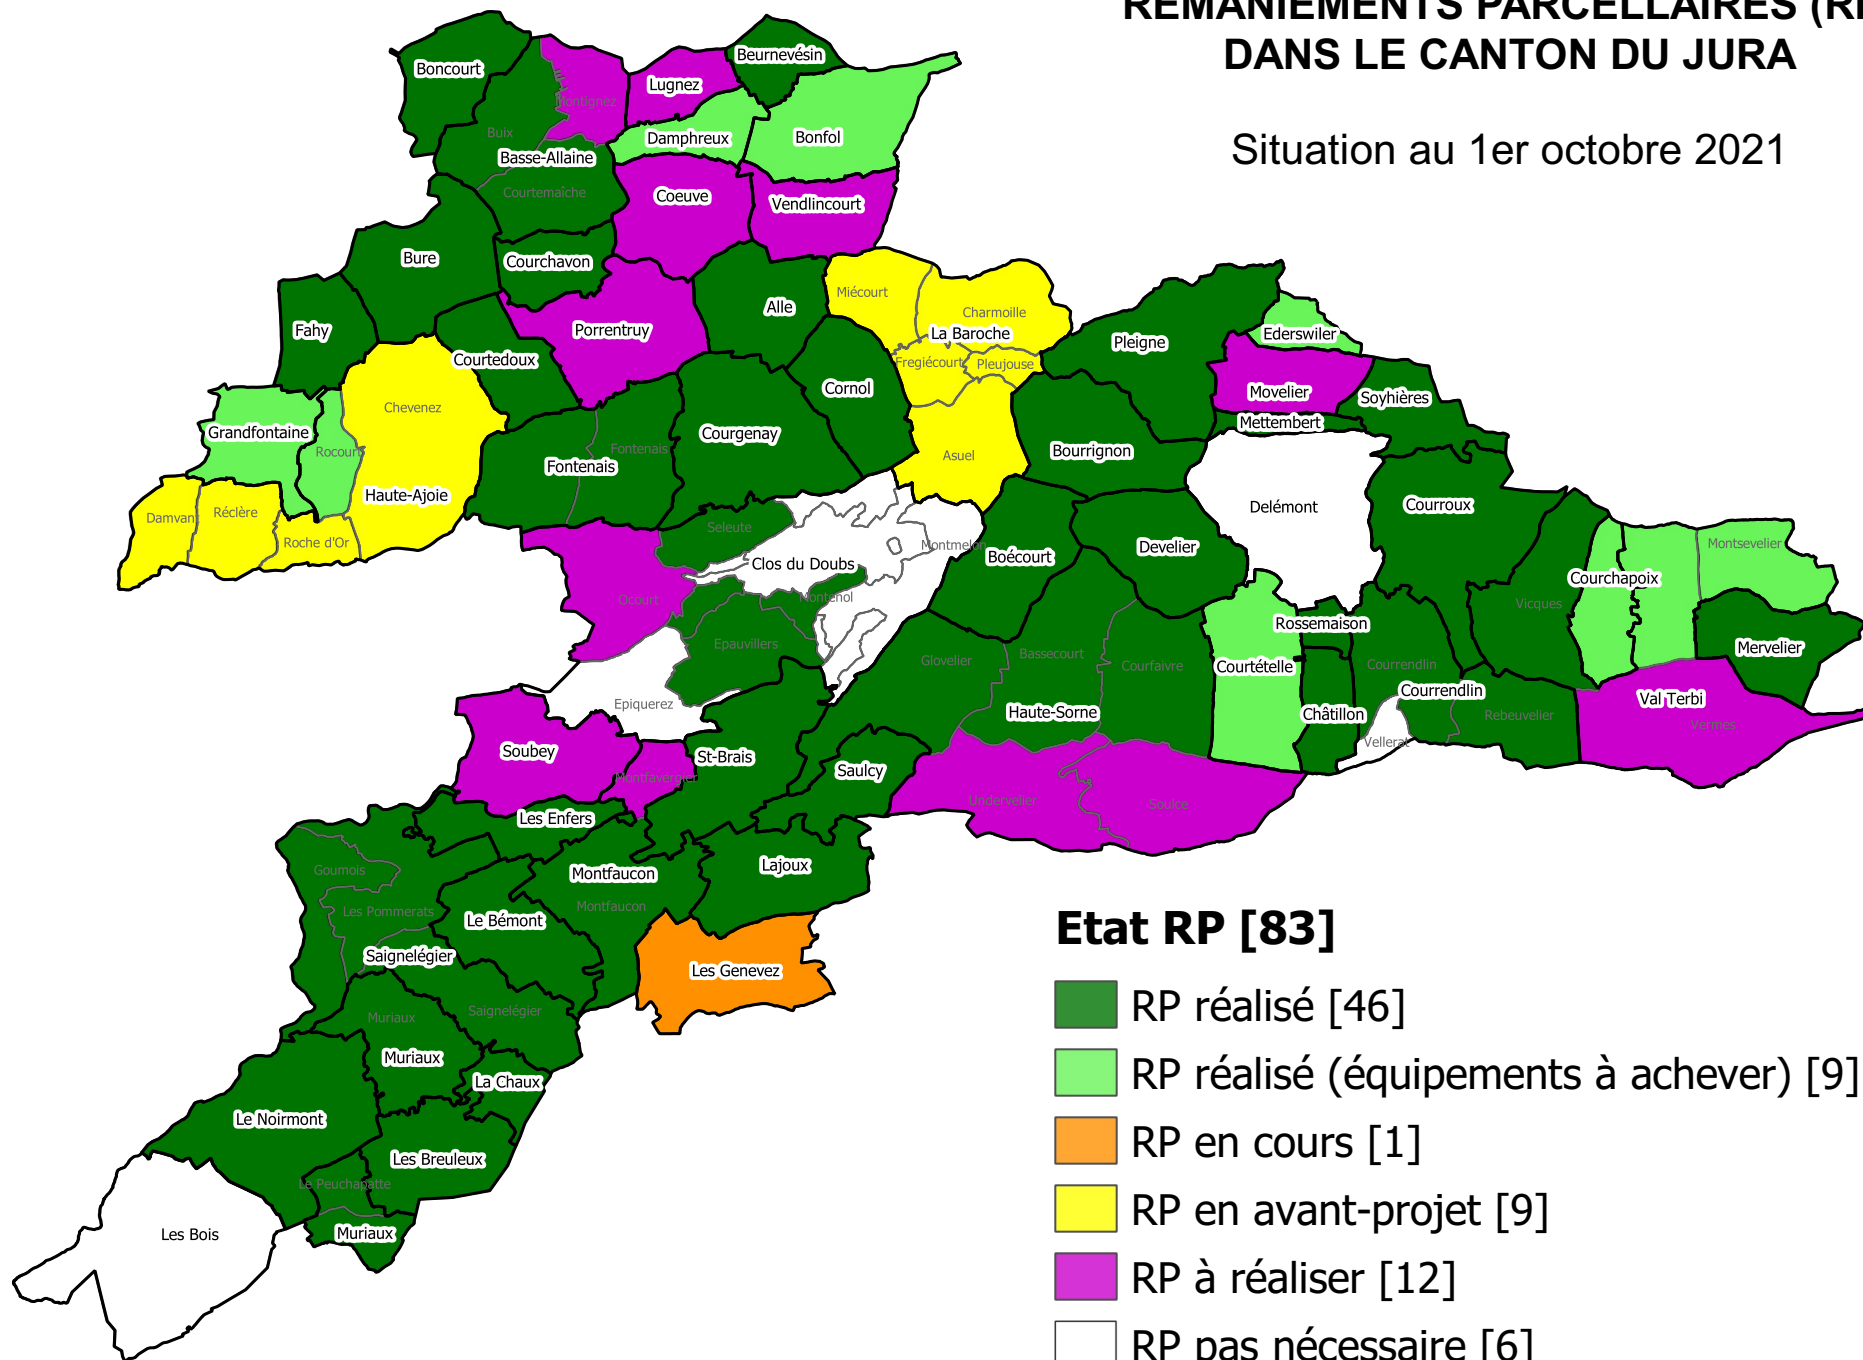 REMANIEMENTS PARCELLAIRES (R
DANS LE CANTON DU JURA
Situation au 1er octobre 2021
Beurnevésin
Boncourt
Lugnez
Montignez
Buix
Damphreux
Bonfol
Basse-Allaine
Courtemaîche
Coeuve
Vendlincourt
Bure
Courchavon
Miécourt
Alle
Charmoille
Fahy
Porrentruy
La Baroche
Ederswiler
Pleigne
Courtedoux
Fregiécourt
Pleujouse
Cornol
Movelier
Soyhières
Chevenez
Mettembert
Grandfontaine
Courgenay
Rocourt
Fontenais
Bourrignon
Asuel
Fontenais
Haute-Ajoie
Courroux
Delémont
Damvant
Réclère
Seleute
Roche d'Or
Montmelon
Develier
Montsevelier
Boécourt
Clos du Doubs
Courchapoix
Ocourt
Montenol
Vicques
Rossemaison
Epauvillers
Mervelier
Glovelier
Bassecourt
Courfaivre
Courtételle
Courrendlin
Courrendlin
Val Terbi
Epiquerez
Haute-Sorne
Châtillon
Rebeuvelier
Vermes
Vellerat
Soubey
St-Brais
Saulcy
Montfavergier
Undervelier
Soulce
Les Enfers
Goumois
Montfaucon
Lajoux
Les Pommerats
Montfaucon
Le Bémont
Saignelégier
Les Genevez
Saignelégier
Muriaux
Muriaux
La Chaux
Le Noirmont
Les Breuleux
Le Peuchapatte
Les Bois
Muriaux
Etat RP [83]
RP réalisé [46]
RP réalisé (équipements à achever) [9]
RP en cours [1]
RP en avant-projet [9]
RP à réaliser [12]
RP pas nécessaire [6]